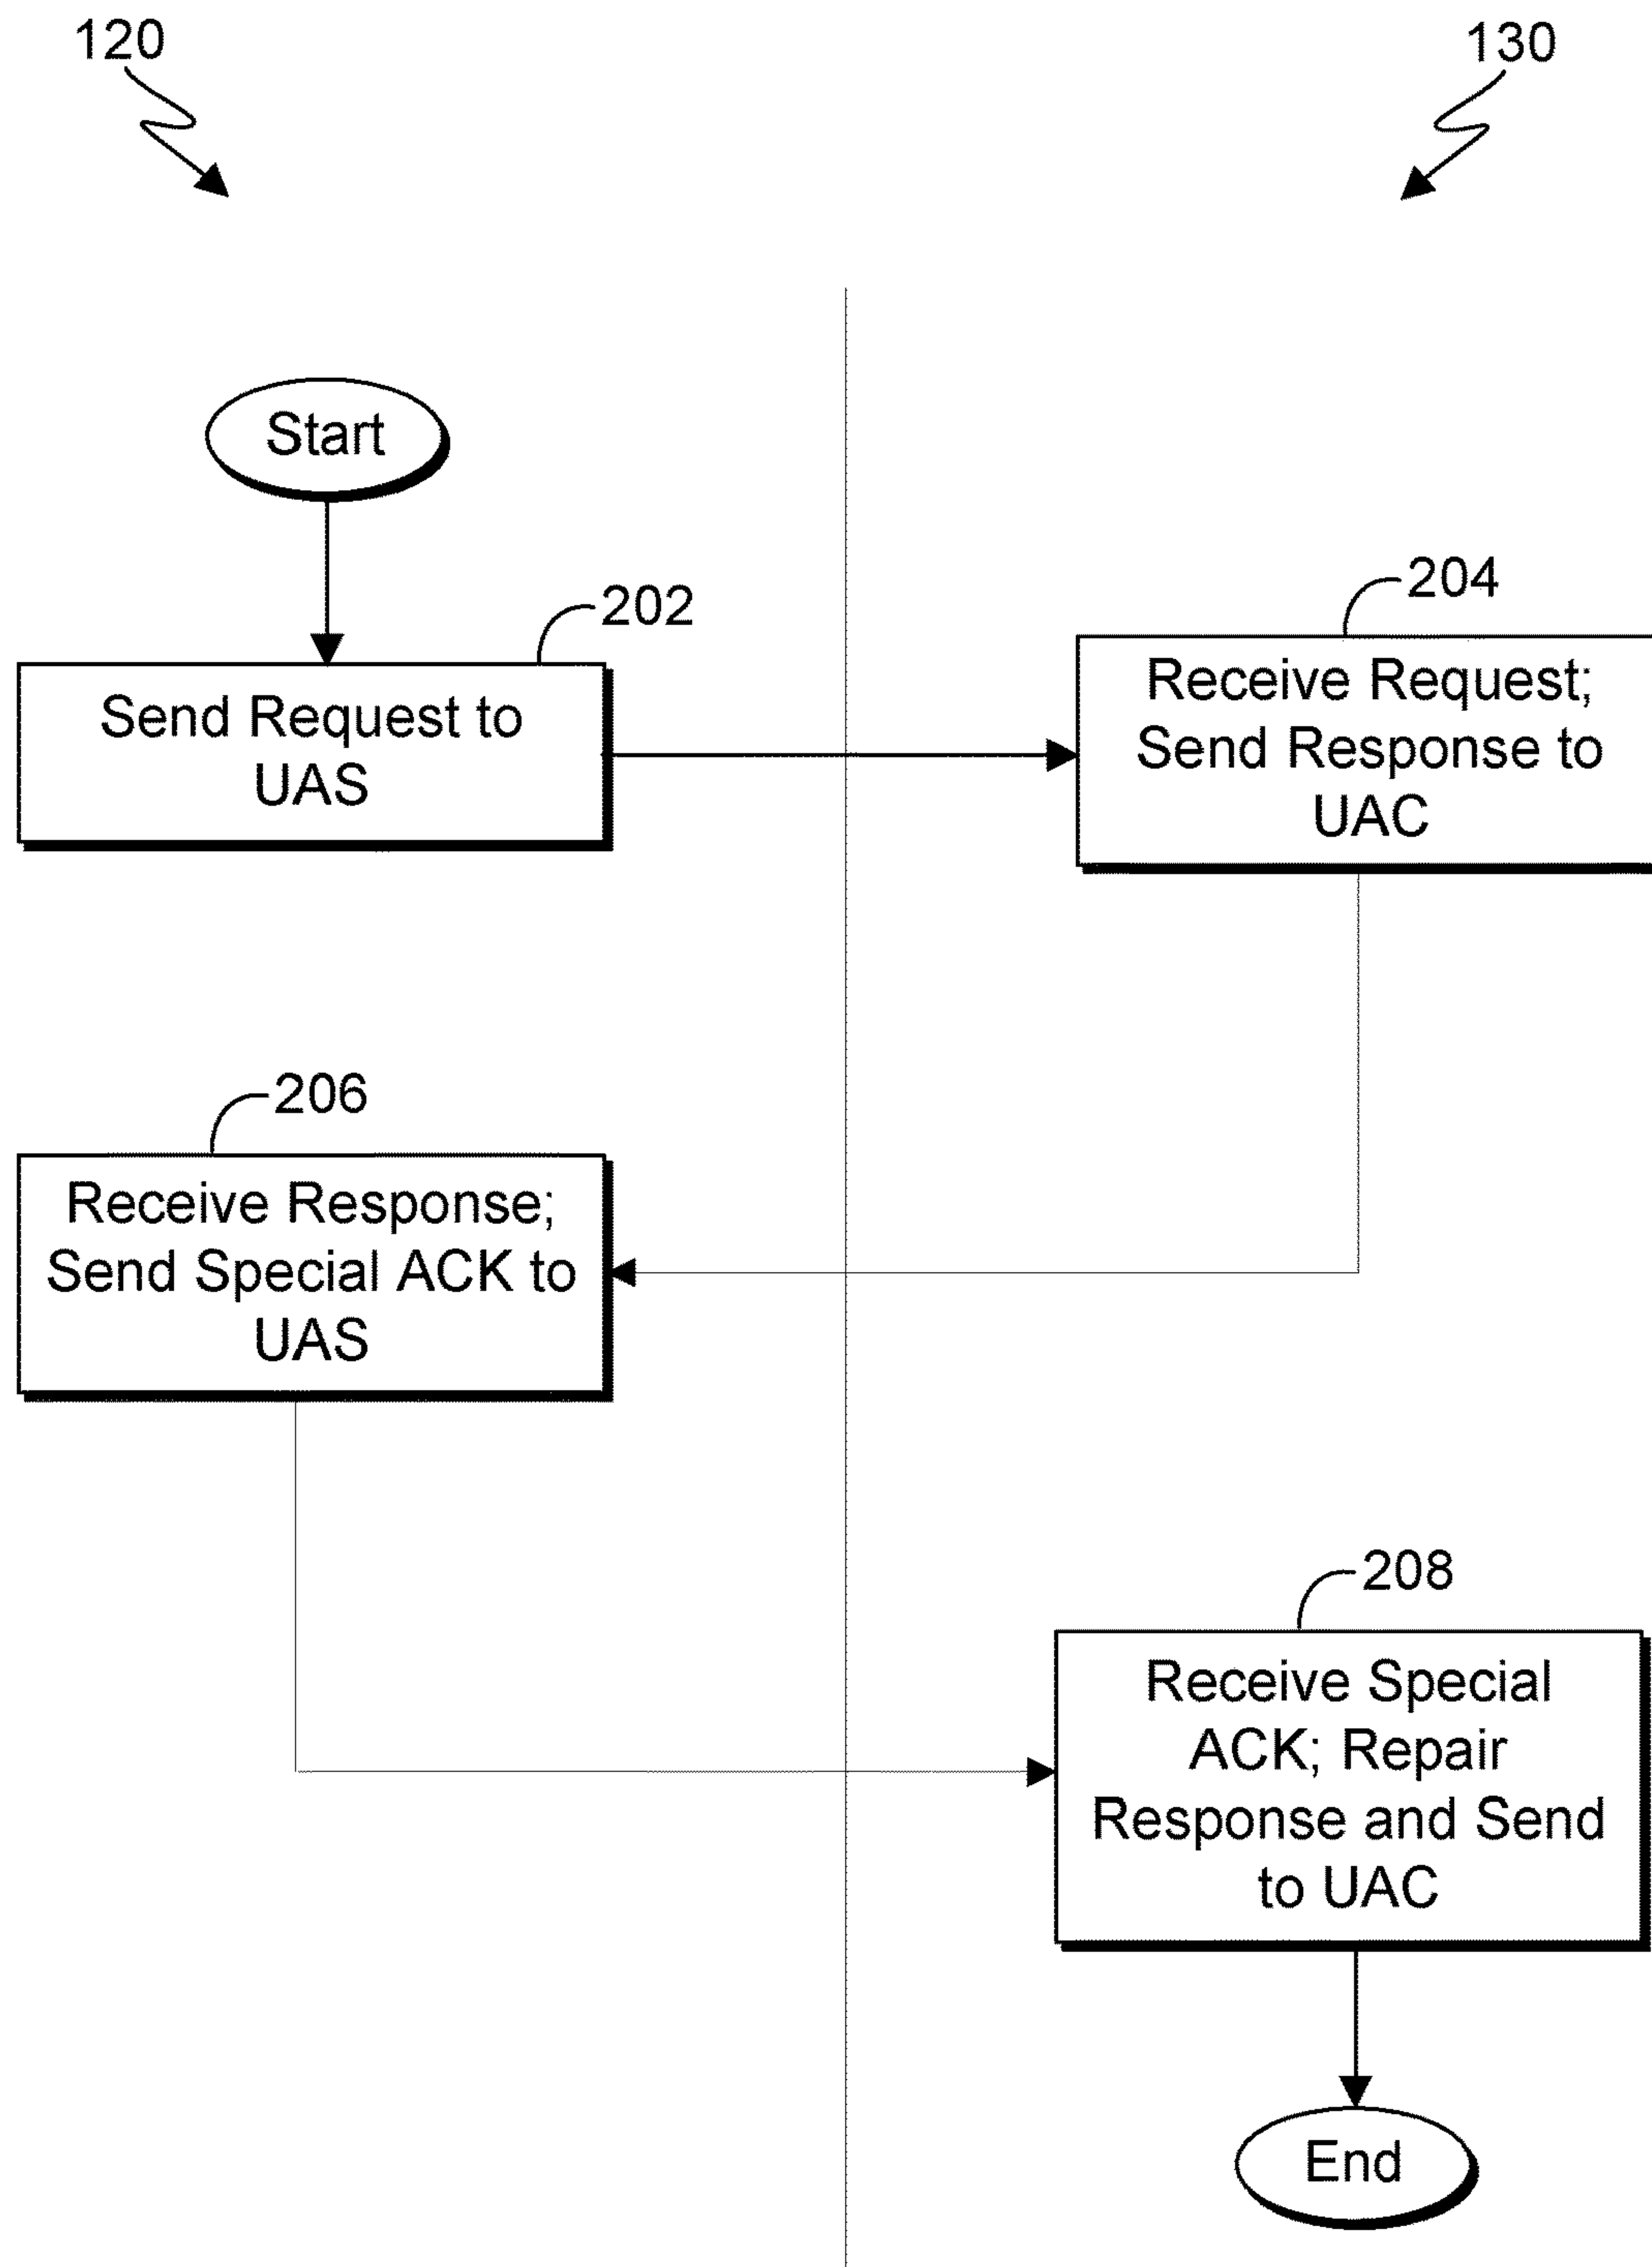 120
130
Start
202
Send Request to
UAS
204
Receive Request;
Send Response to
UAC
206
Receive Response;
Send Special ACK to
UAS
208
Receive Special
ACK; Repair
Response and Send
to UAC
End